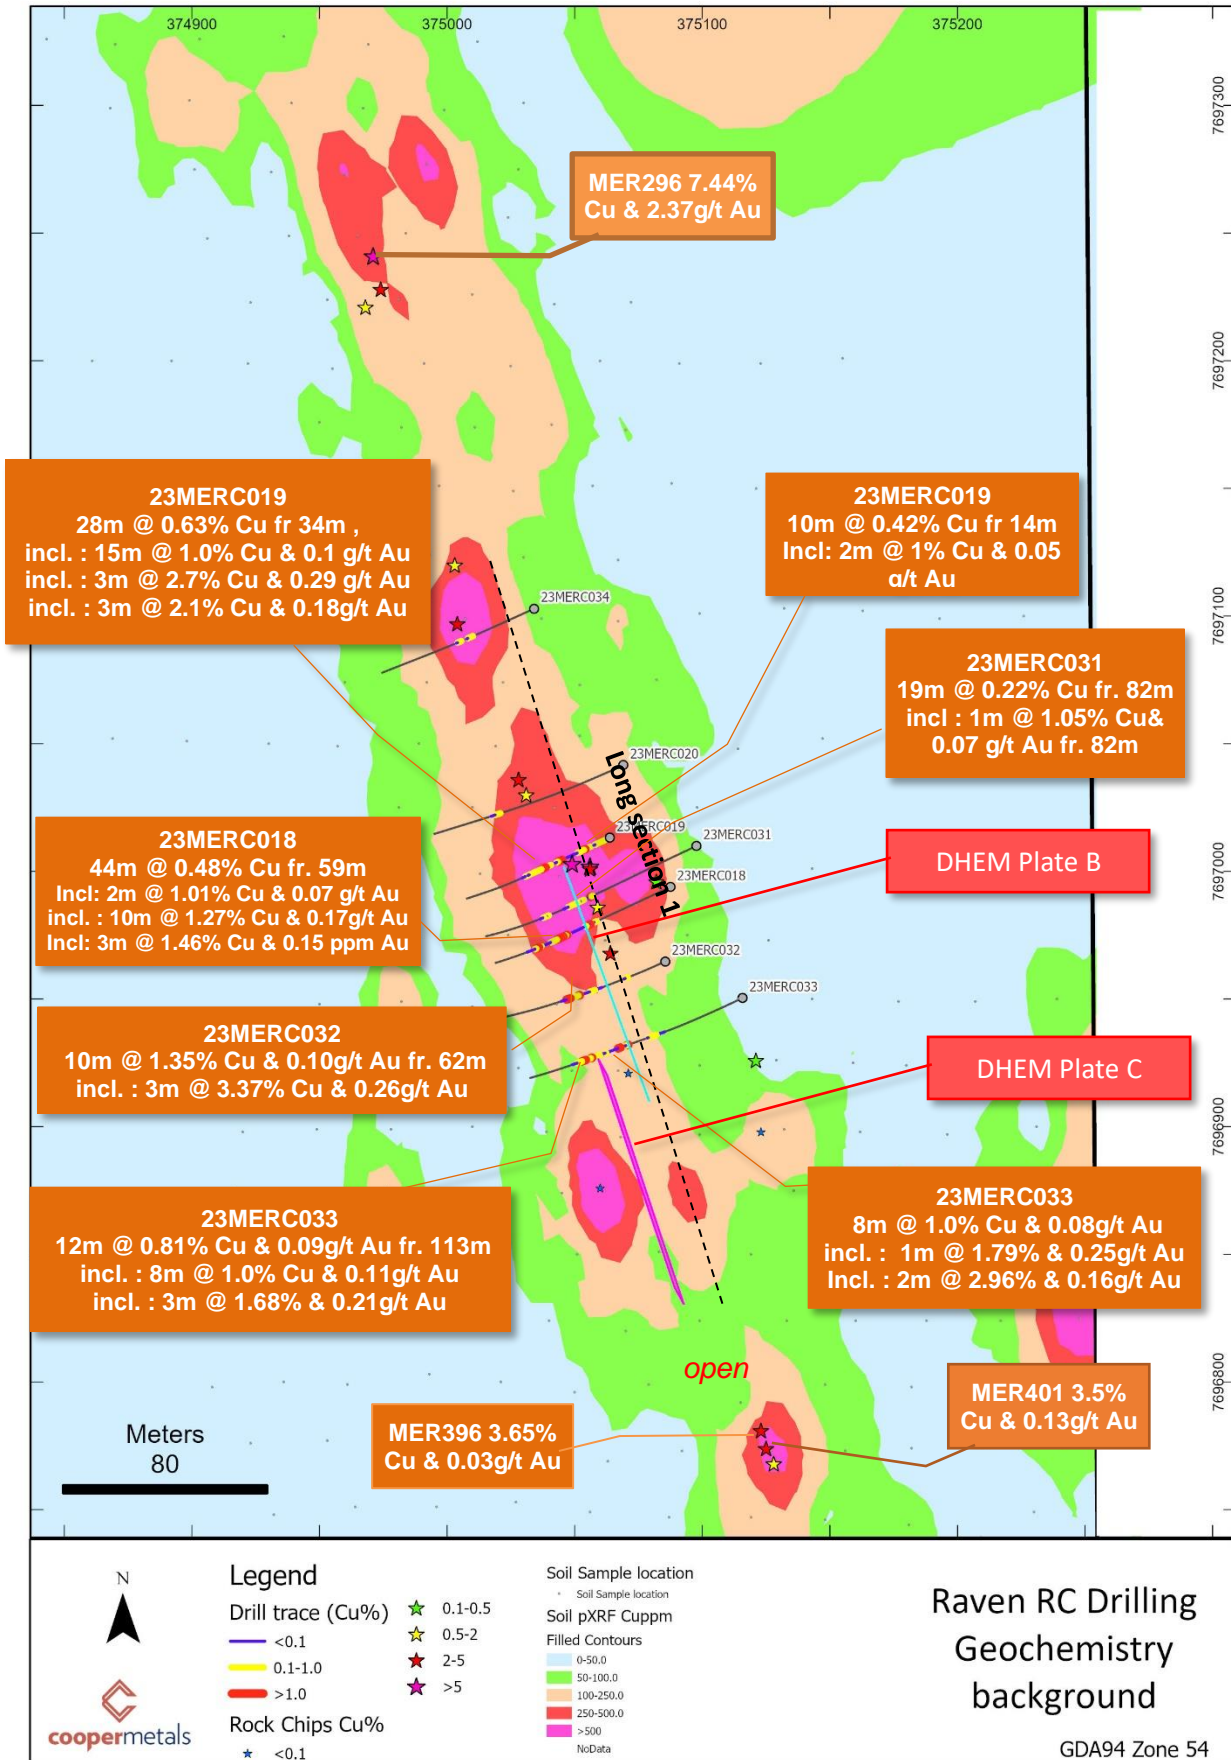 374900
375000
375100
375200
7697300
MER296 7.44%
Cu & 2.37g/t Au
7697200
23MERC019
28m @ 0.63% Cu fr 34m ,
incl. : 15m @ 1.0% Cu & 0.1 g/t Au
incl. : 3m @ 2.7% Cu & 0.29 g/t Au
incl. : 3m @ 2.1% Cu & 0.18g/t Au
23MERC019
10m @ 0.42% Cu fr 14m
Incl: 2m @ 1% Cu & 0.05
g/t Au
23MERC034
7697100
23MERC031
19m @ 0.22% Cu fr. 82m
incl : 1m @ 1.05% Cu&
0.07 g/t Au fr. 82m
23MERC020
Long section 1
23MERC019
23MERC031
7697000
23MERC018
44m @ 0.48% Cu fr. 59m
Incl: 2m @ 1.01% Cu & 0.07 g/t Au
incl. : 10m @ 1.27% Cu & 0.17g/t Au
Incl: 3m @ 1.46% Cu & 0.15 ppm Au
DHEM Plate B
23MERC018
23MERC032
23MERC033
23MERC032
10m @ 1.35% Cu & 0.10g/t Au fr. 62m
incl. : 3m @ 3.37% Cu & 0.26g/t Au
DHEM Plate C
7696900
23MERC033
12m @ 0.81% Cu & 0.09g/t Au fr. 113m
incl. : 8m @ 1.0% Cu & 0.11g/t Au
incl. : 3m @ 1.68% & 0.21g/t Au
23MERC033
8m @ 1.0% Cu & 0.08g/t Au
incl. : 1m @ 1.79% & 0.25g/t Au
Incl. : 2m @ 2.96% & 0.16g/t Au
open
7696800
MER401 3.5%
Cu & 0.13g/t Au
MER396 3.65%
Cu & 0.03g/t Au
Meters
80
N
coopermetals
Legend
Drill trace (Cu%)
<0.1
0.1-1.0
>1.0
Rock Chips Cu%
<0.1
0.1-0.5
0.5-2
2-5
>5
Soil Sample location
Soil Sample location
Soil pXRF Cuppm
Filled Contours
0-50.0
50-100.0
100-250.0
250-500.0
>500
NoData
Raven RC Drilling
Geochemistry
background
GDA94 Zone 54